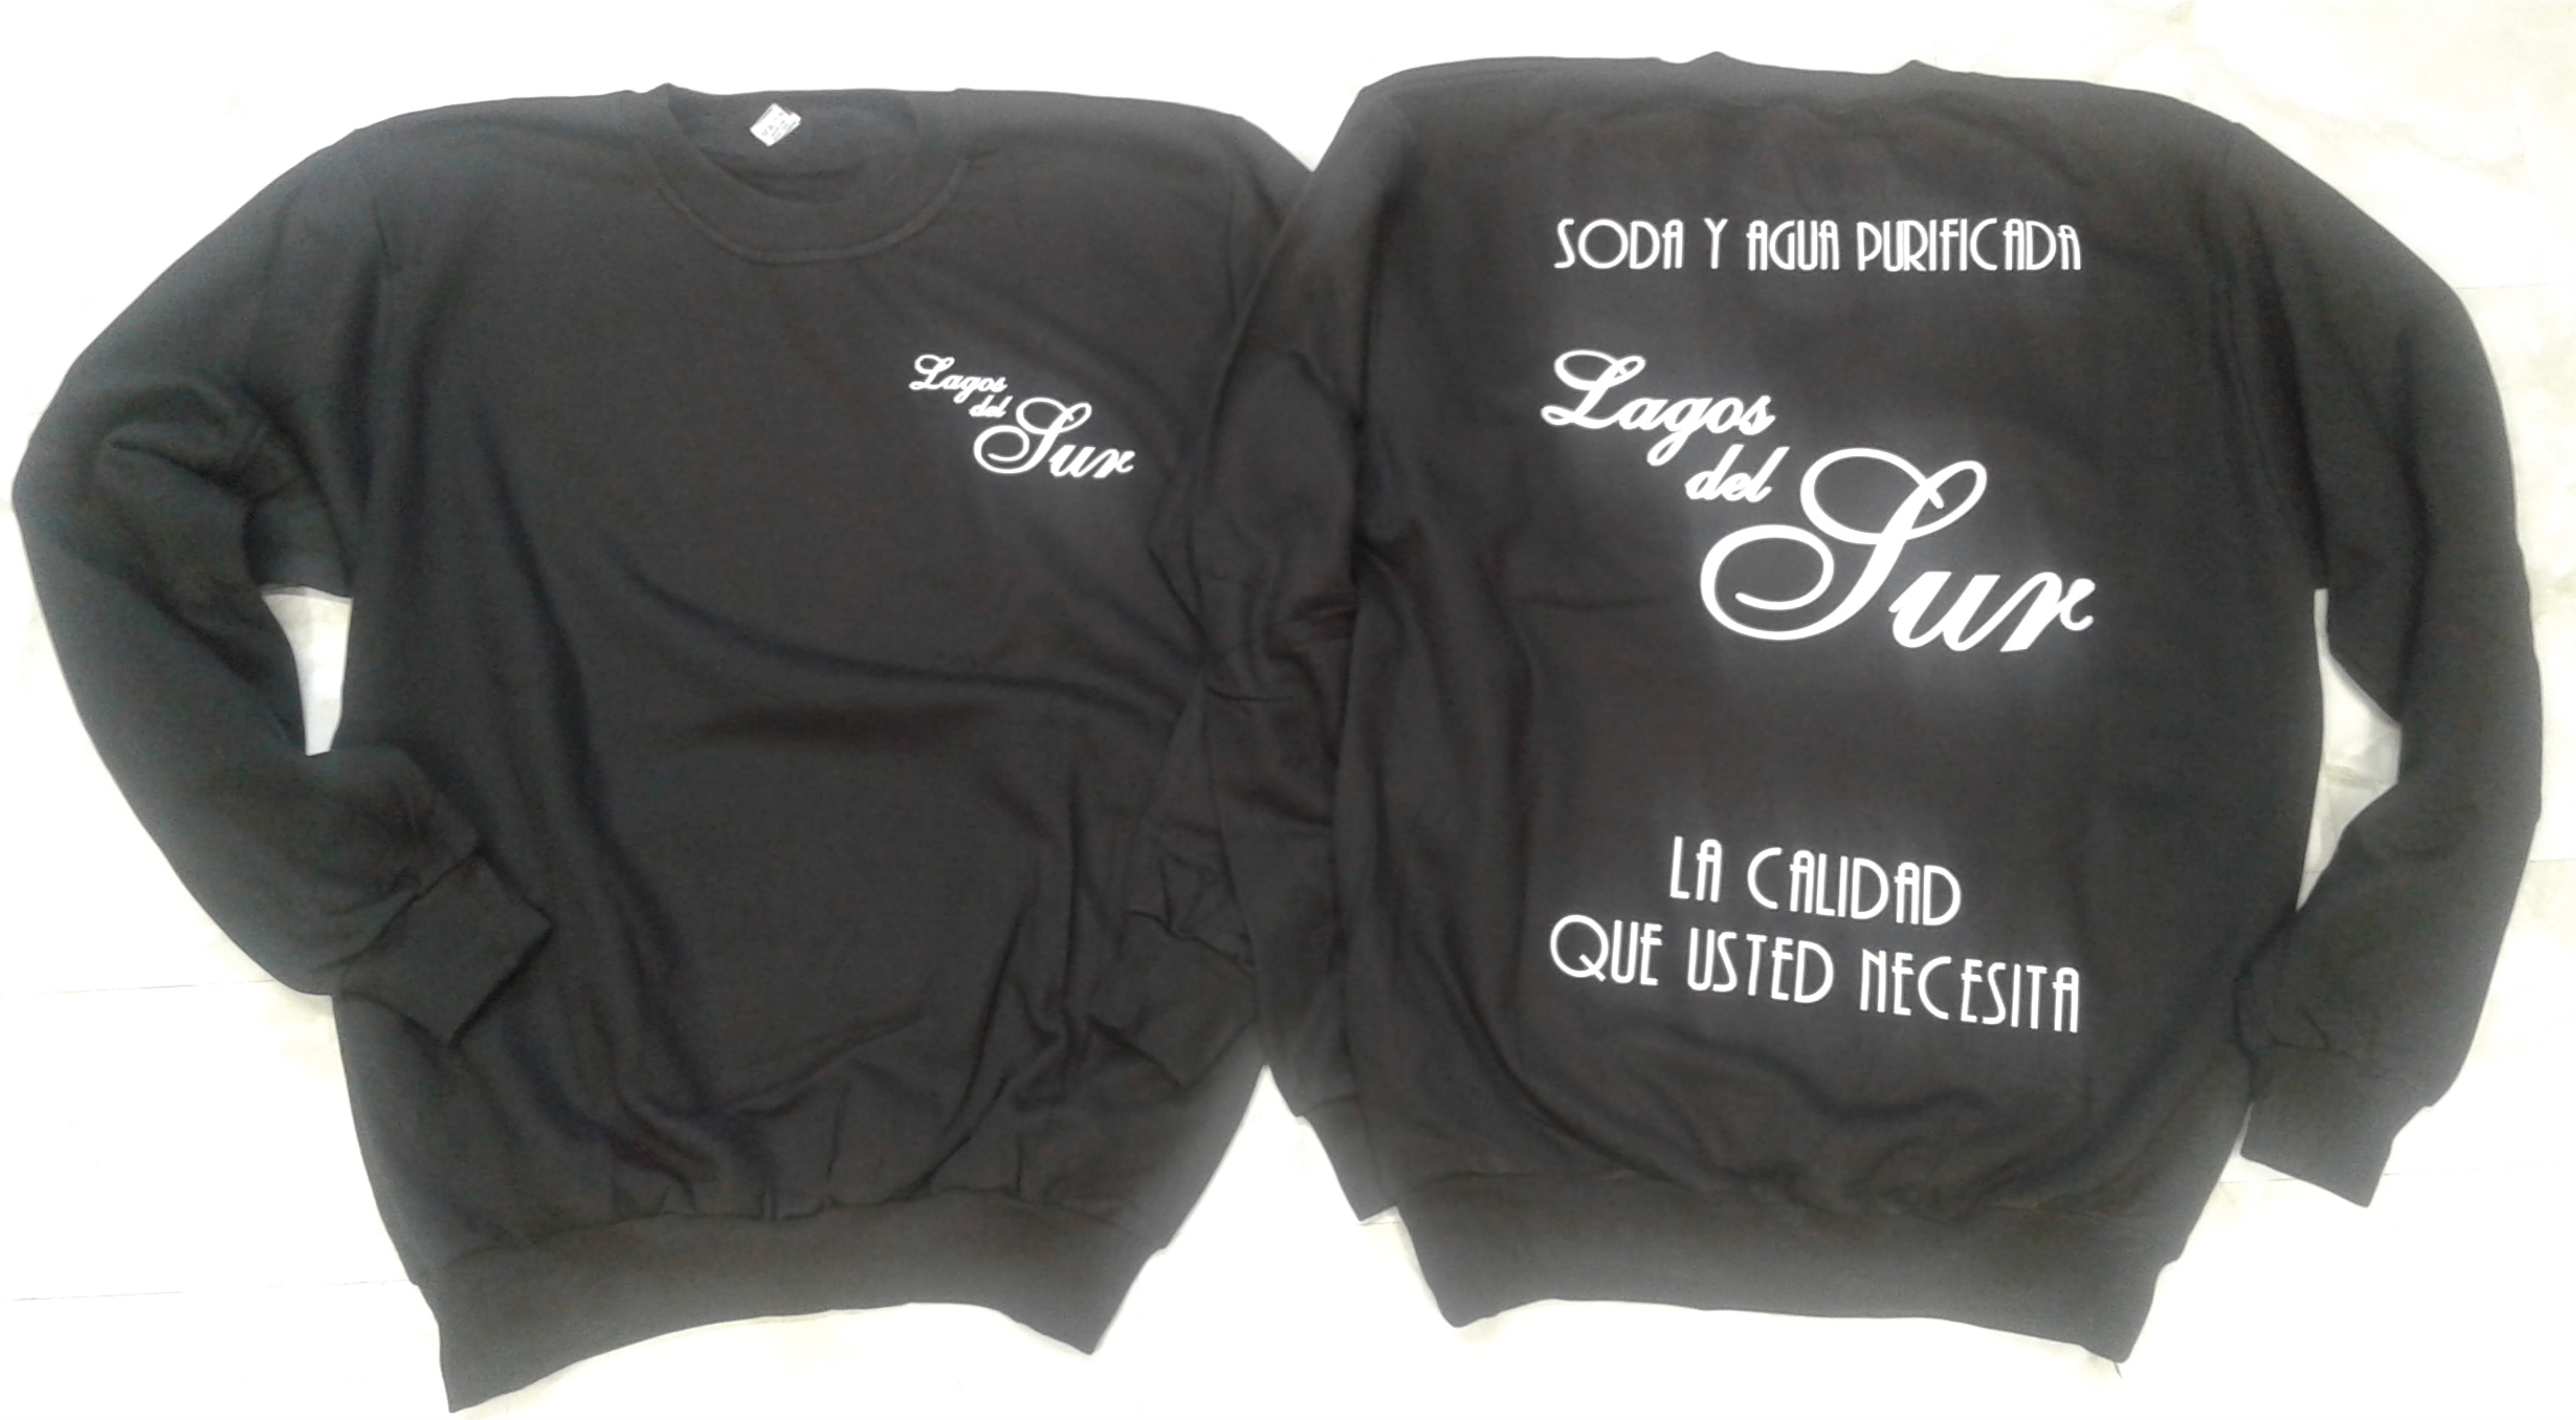 Lagos
del
Sur
SODA Y AGUA PURIFICADA
Lagos
del
Sur
LA CALIDAD
QUE USTED NECESITA